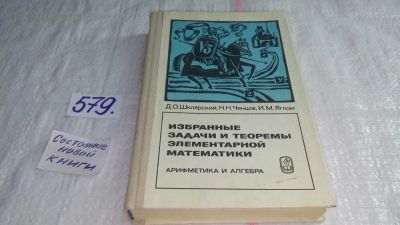 579.
Состояние
новой
книги
Д.О.Шклярский, Н.Н.Ченцов, И.М.Яглом
ИЗБРАННЫЕ
ЗАДАЧИ И ТЕОРЕМЫ
ЭЛЕМЕНТАРНОЙ
МАТЕМАТИКИ
АРИФМЕТИКА И АЛГЕБРА